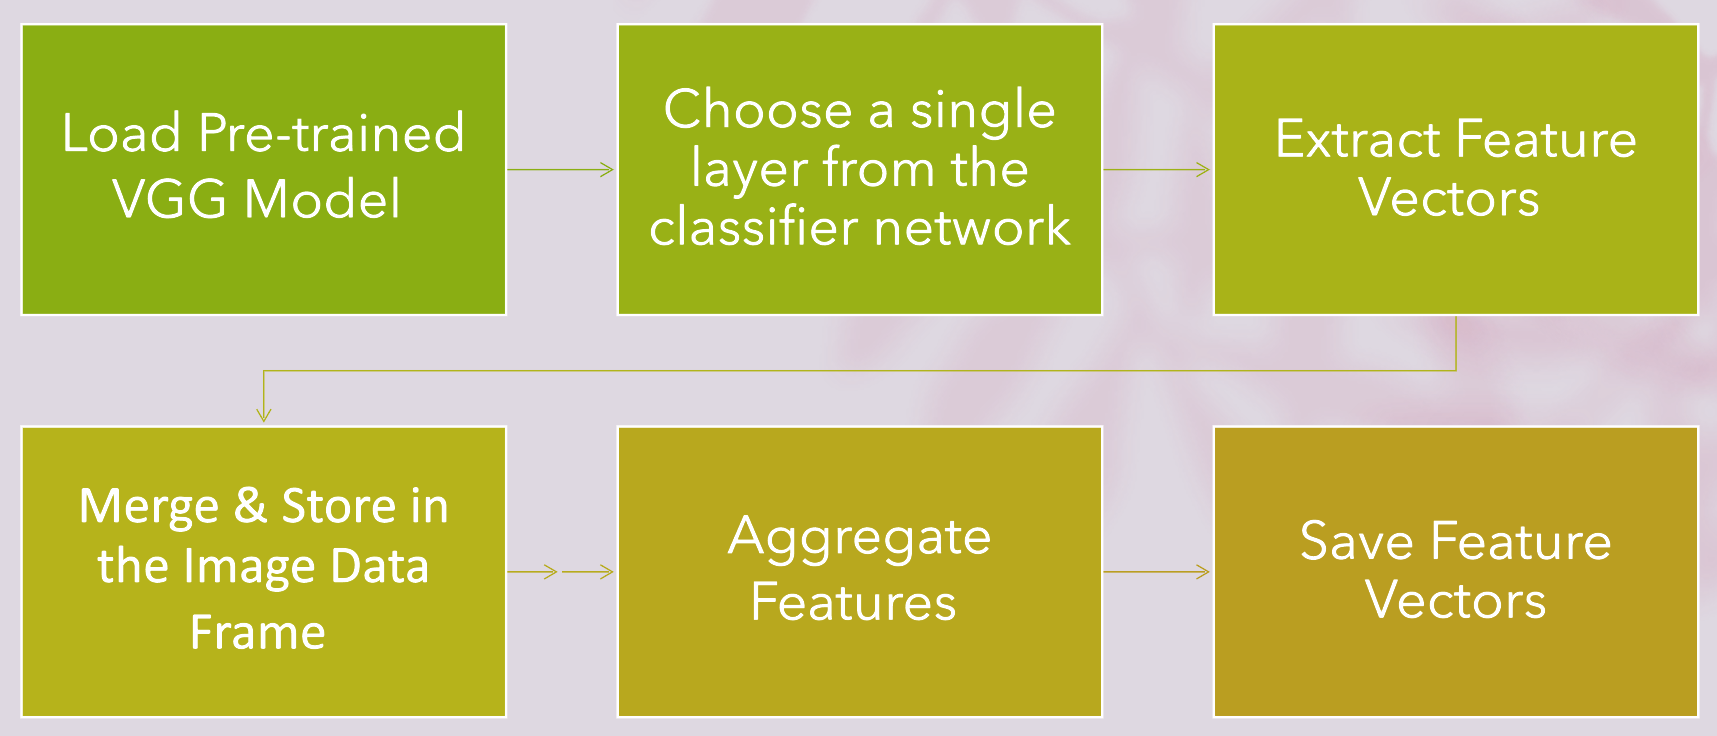 Load Pre-trained
VGG Model
Choose a single
layer from the
classifier network
Extract Feature
Vectors
Merge & Store in
the Image Data
Frame
Aggregate
Features
Save Feature
Vectors